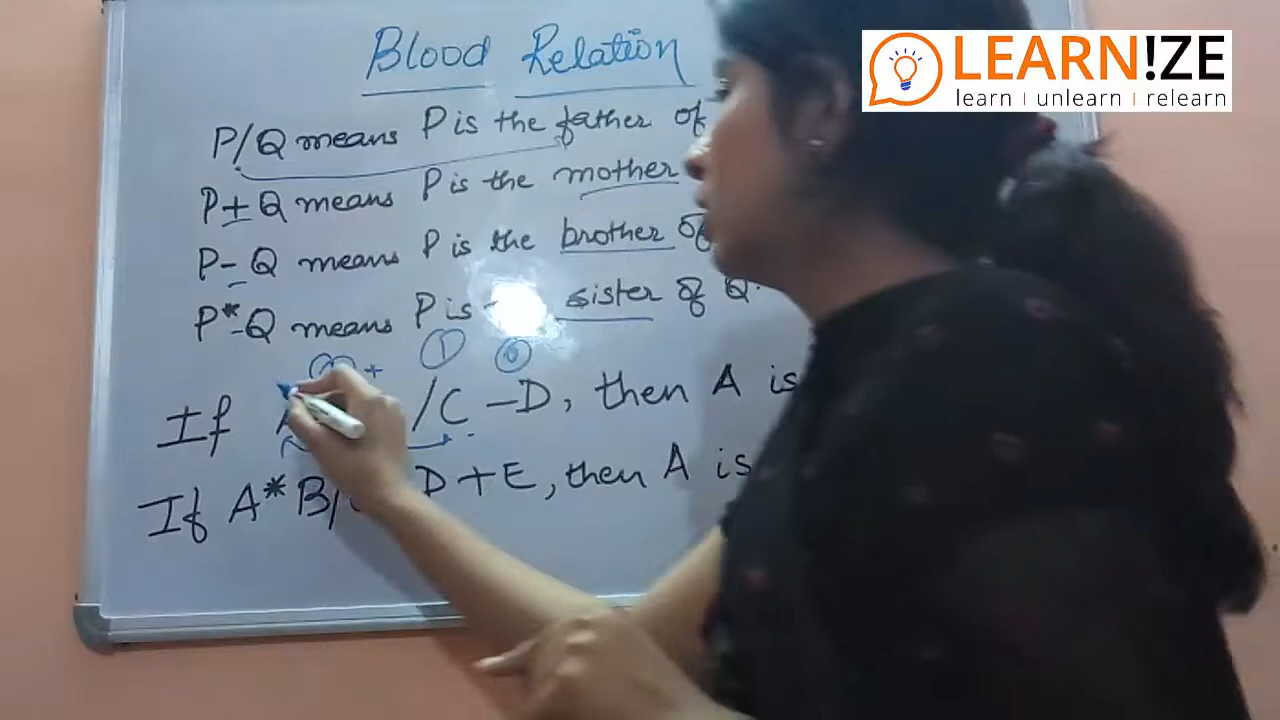 Blood Relation
LEARN!ZE
learn | unlearn | relearn
P/Q means P is the father of
P+Q means P is the mother
P-Q means P is the brother of
P*-Q means P is sister of Q.
If /C - D, then A is
If A* B/ D + E, then A is